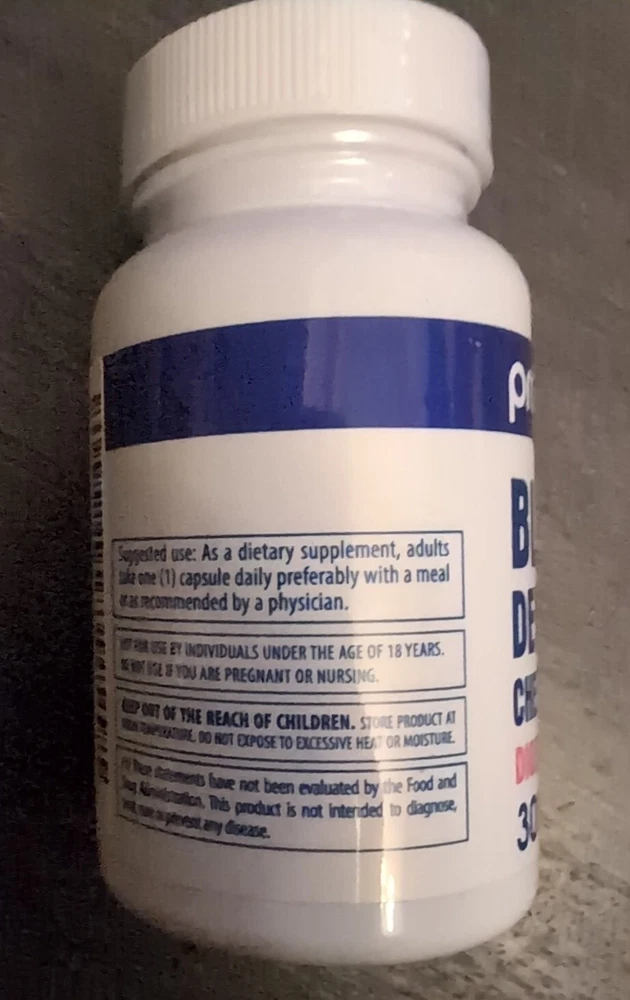 Suggested use: As a dietary supplement, adults
take one (1) capsule daily preferably with a meal
or as recommended by a physician.
NOT FOR USE BY INDIVIDUALS UNDER THE AGE OF 18 YEARS.
DO NOT USE IF YOU ARE PREGNANT OR NURSING.
KEEP OUT OF THE REACH OF CHILDREN. STORE PRODUCT AT
ROOM TEMPERATURE. DO NOT EXPOSE TO EXCESSIVE HEAT OR MOISTURE.
These statements have not been evaluated by the Food and
Drug Administration. This product is not intended to diagnose,
treat, cure or prevent any disease.
BL
DE
CHE
30